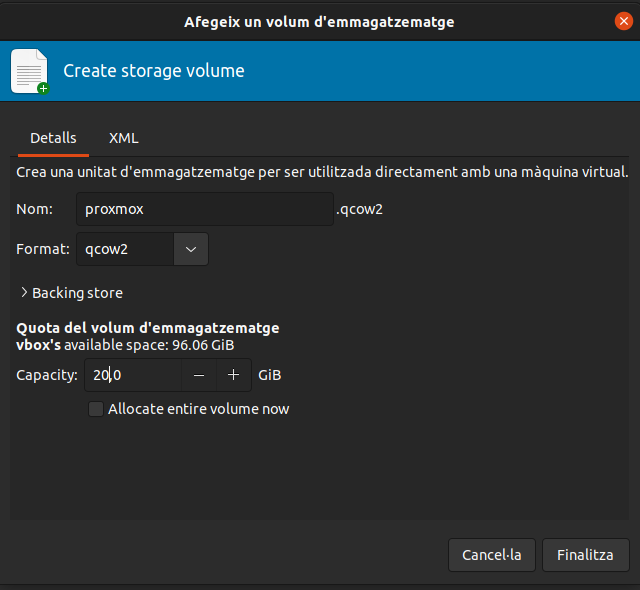 Afegeix un volum d'emmagatzematge
Create storage volume
Detalls XML
Crea una unitat d'emmagatzematge per ser utilitzada directament amb una màquina virtual.
Nom: proxmox .qcow2
Format: qcow2
Backing store
Quota del volum d'emmagatzematge
vbox's available space: 96.06 GiB
Capacity: 20,0 − + GiB
Allocate entire volume now
Cancel·la Finalitza